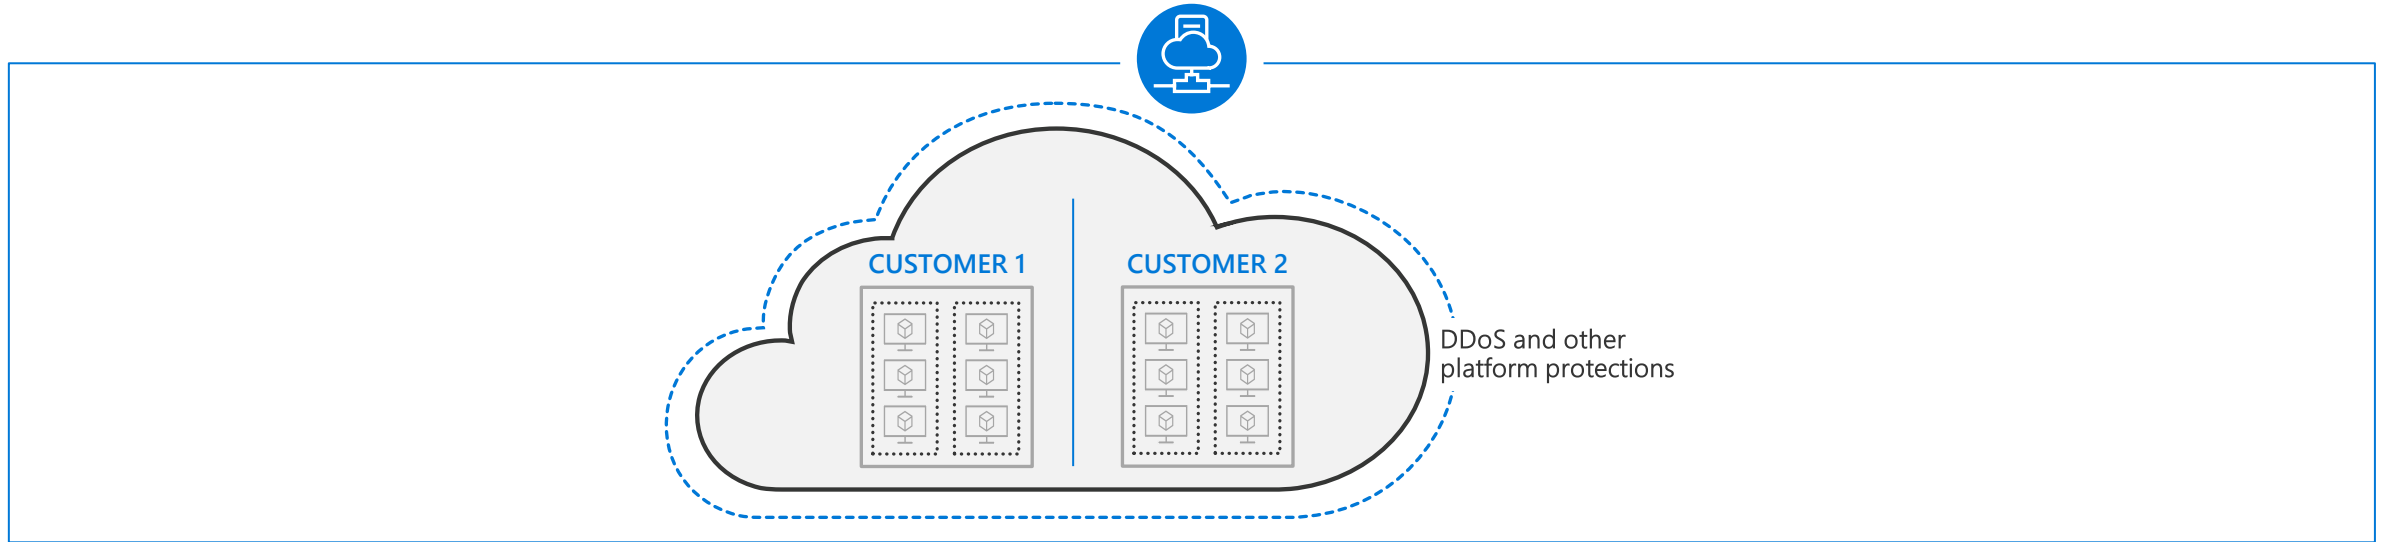 CUSTOMER 1
CUSTOMER 2
DDoS and other
platform protections